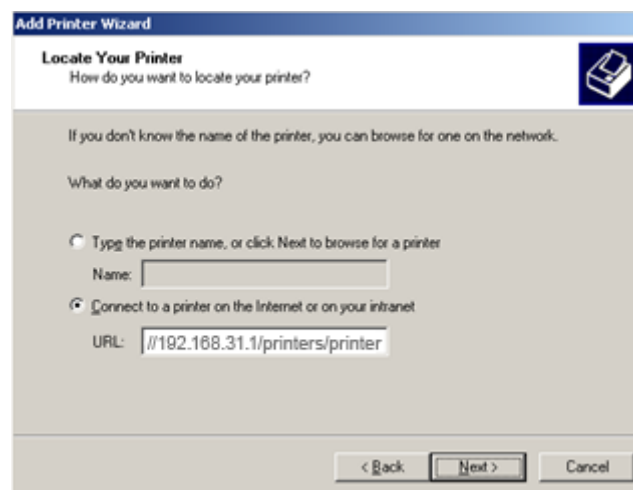 Add Printer Wizard
Locate Your Printer
How do you want to locate your printer?
If you don't know the name of the printer, you can browse for one on the network.
What do you want to do?
Type the printer name, or click Next to browse for a printer
Name:
Connect to a printer on the Internet or on your intranet
URL: //192.168.31.1/printers/printer
< Back Next > Cancel